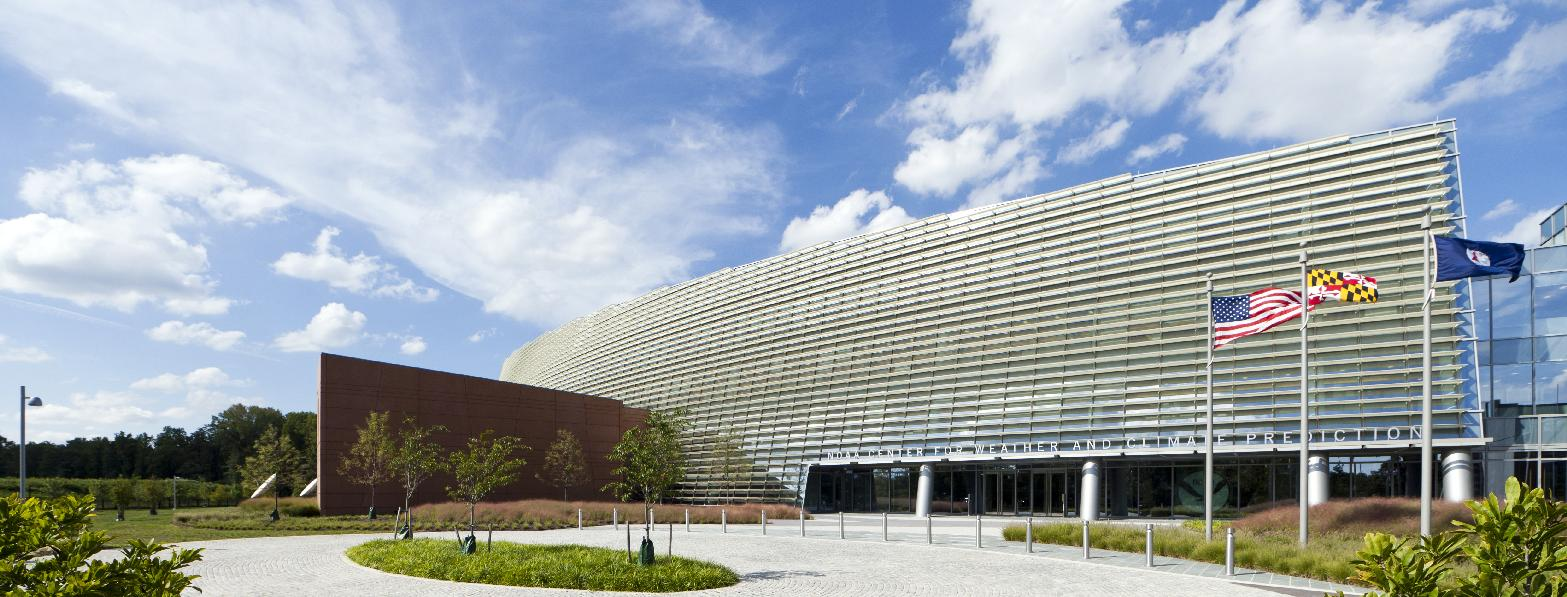 NOAA CENTER FOR WEATHER AND CLIMATE PREDICTION